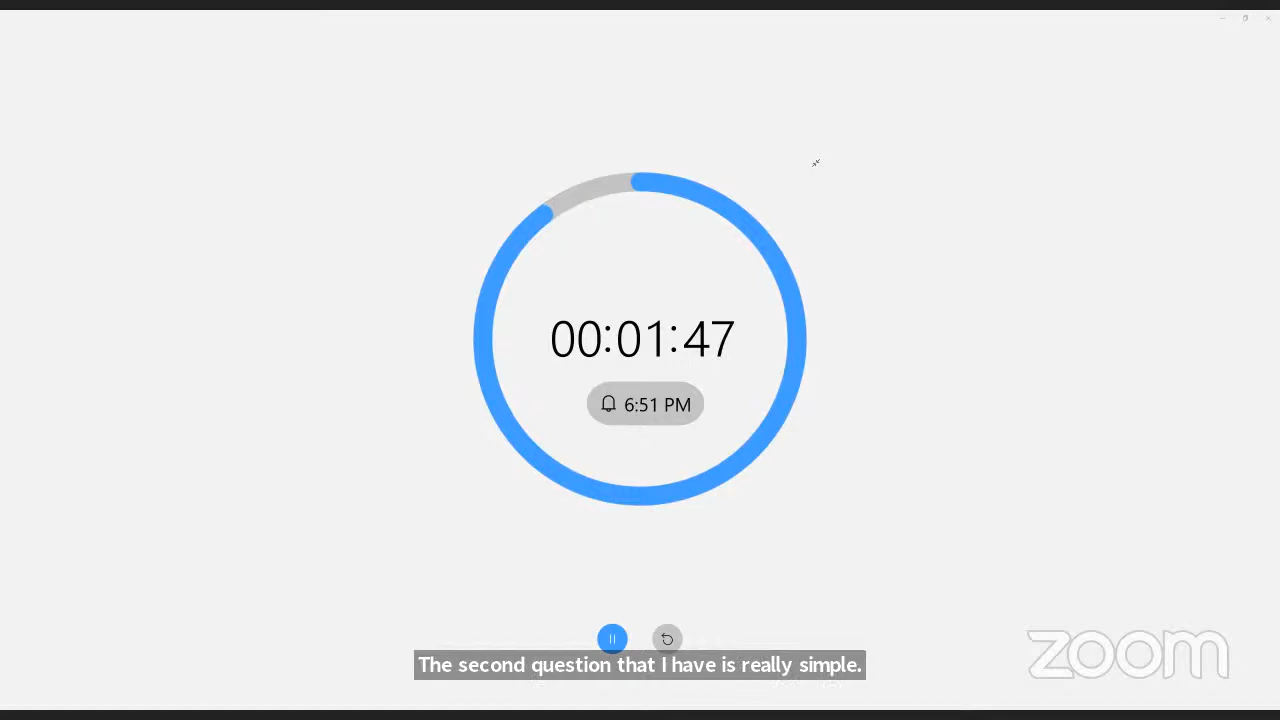 00:01:47
6:51 PM
The second question that I have is really simple.
zoom